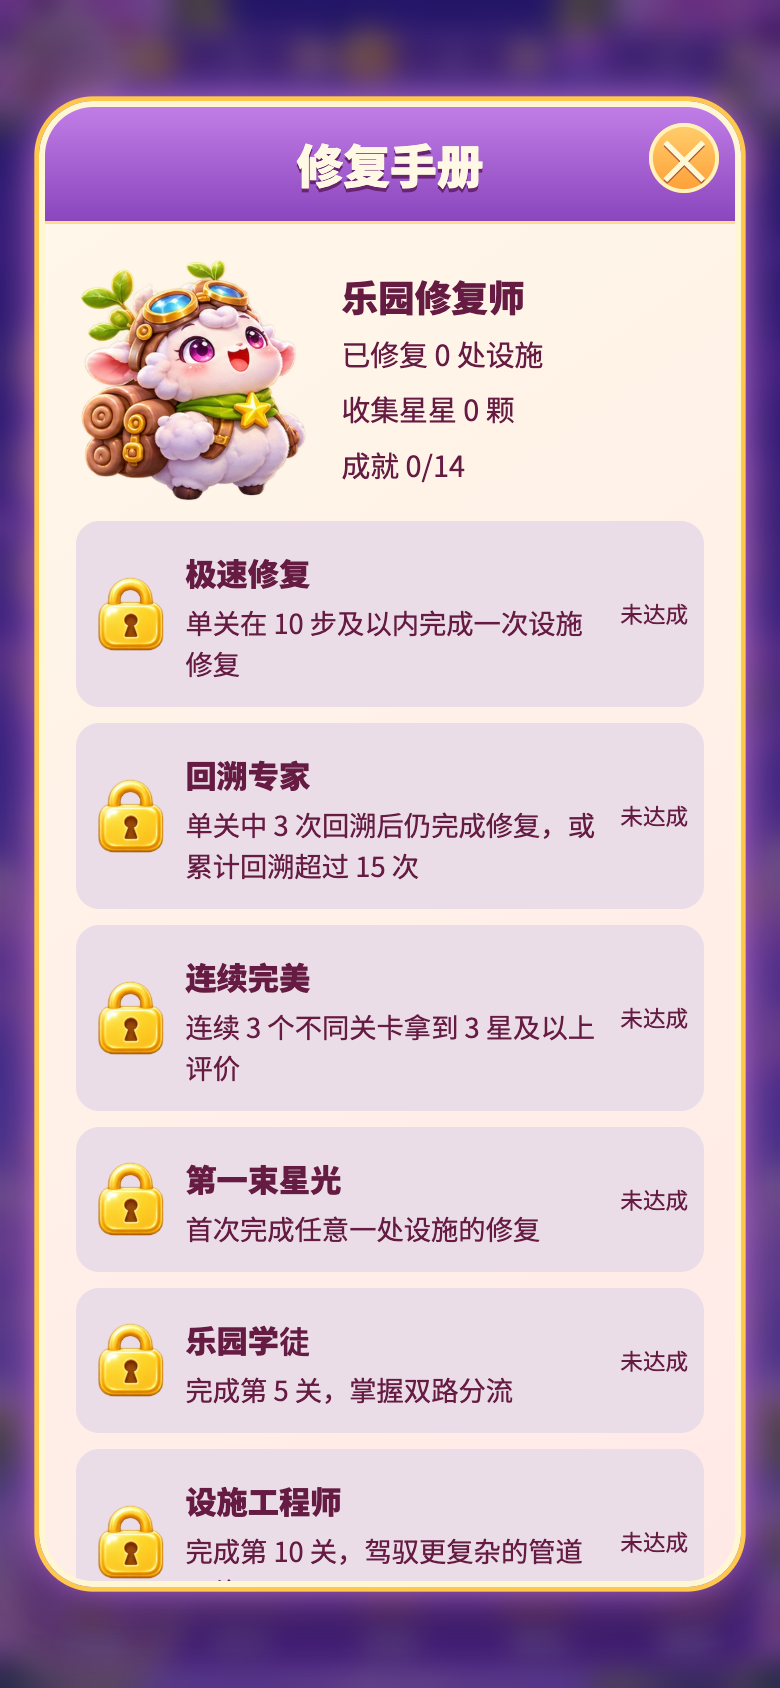 修复手册
乐园修复师
已修复 0 处设施
收集星星 0 颗
成就 0/14
极速修复
单关在 10 步及以内完成一次设施
修复
未达成
回溯专家
单关中 3 次回溯后仍完成修复，或
累计回溯超过 15 次
未达成
连续完美
连续 3 个不同关卡拿到 3 星及以上
评价
未达成
第一束星光
首次完成任意一处设施的修复
未达成
乐园学徒
完成第 5 关，掌握双路分流
未达成
设施工程师
完成第 10 关，驾驭更复杂的管道
未达成